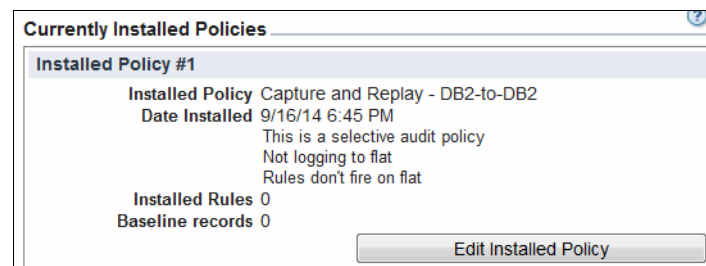 Currently Installed Policies
Installed Policy #1
Installed Policy Capture and Replay - DB2-to-DB2
Date Installed 9/16/14 6:45 PM
This is a selective audit policy
Not logging to flat
Rules don't fire on flat
Installed Rules 0
Baseline records 0
Edit Installed Policy